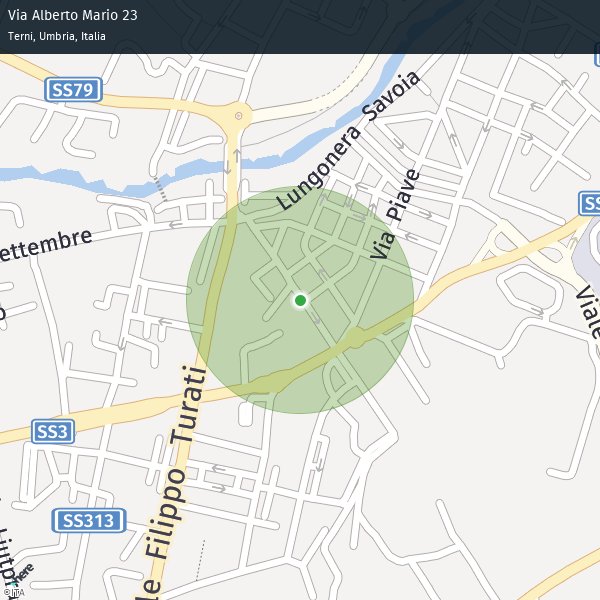 Via Alberto Mario 23
Terni, Umbria, Italia
SS79
Lungonera Savoia
Via Piave
ettembre
SS
Viale
SS3
le Filippo Turati
SS313
Liutpr
here